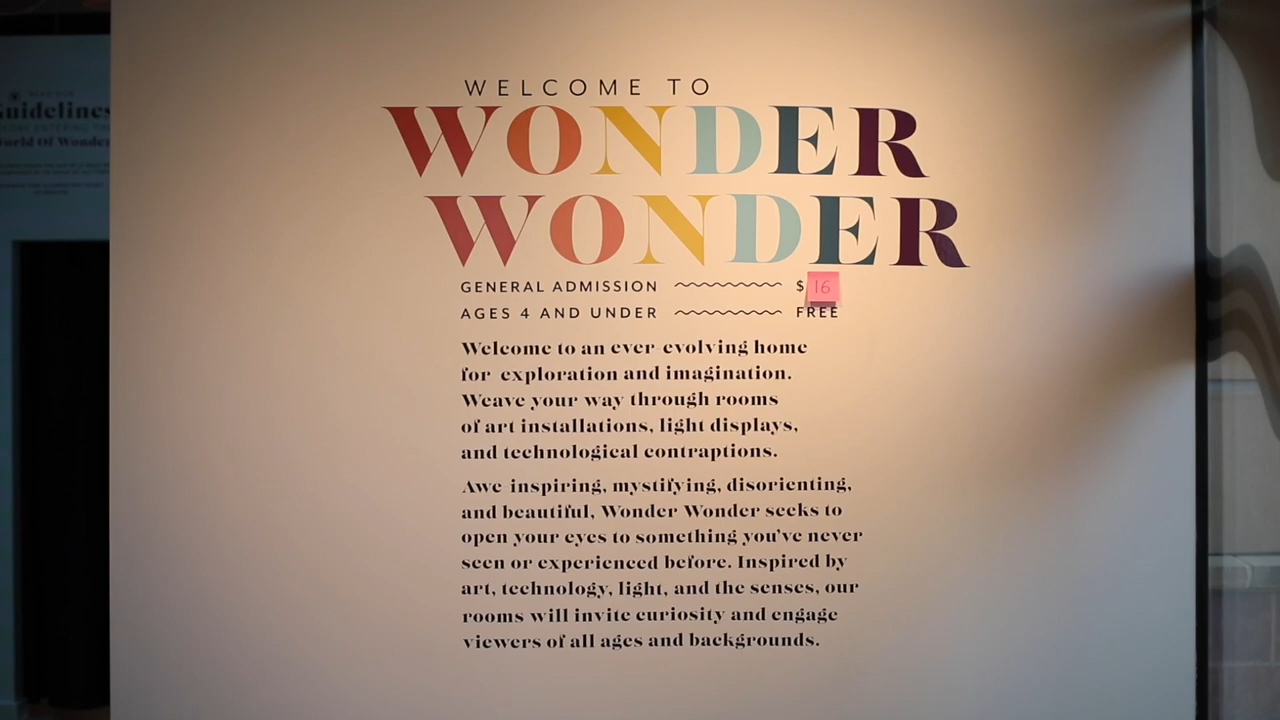 Guidelines
World Of Wonder
WELCOME TO
WONDER
WONDER
GENERAL ADMISSION $16
AGES 4 AND UNDER FREE
Welcome to an ever evolving home
for exploration and imagination.
Weave your way through rooms
of art installations, light displays,
and technological contraptions.
Awe inspiring, mystifying, disorienting,
and beautiful, Wonder Wonder seeks to
open your eyes to something you've never
seen or experienced before. Inspired by
art, technology, light, and the senses, our
rooms will invite curiosity and engage
viewers of all ages and backgrounds.